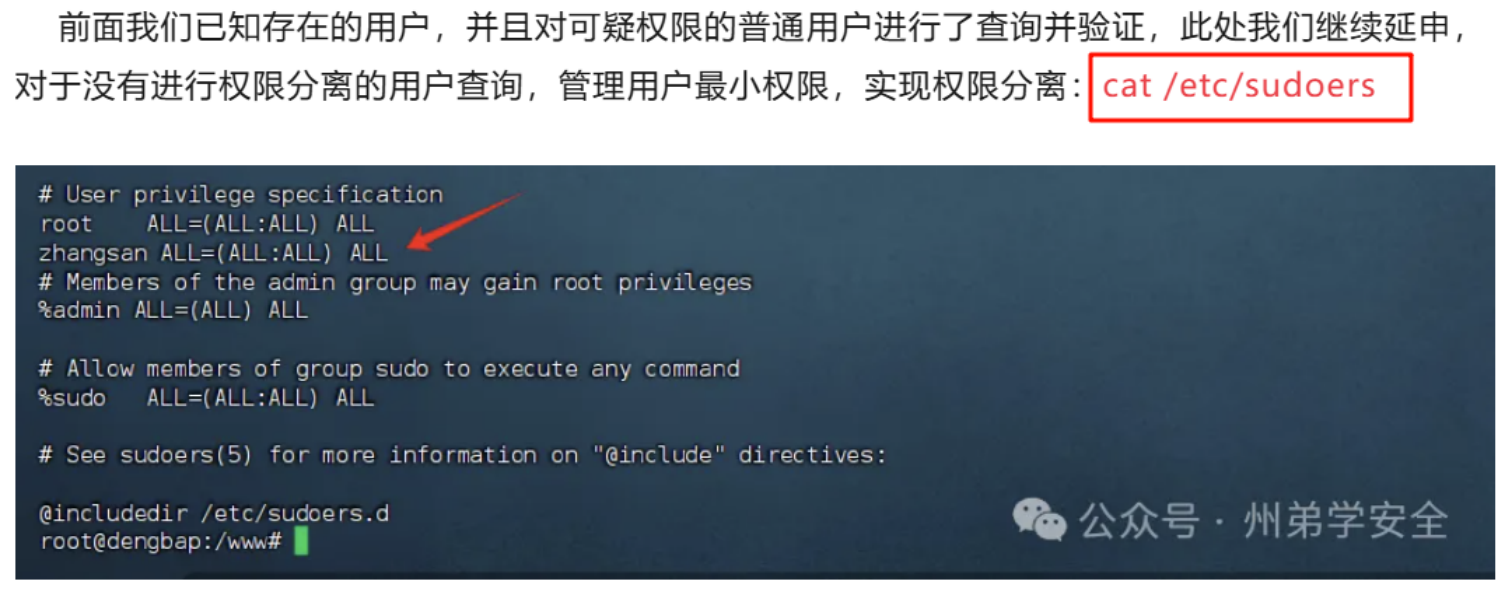 前面我们已知存在的用户，并且对可疑权限的普通用户进行了查询并验证，此处我们继续延申，
对于没有进行权限分离的用户查询，管理用户最小权限，实现权限分离：cat /etc/sudoers
# User privilege specification
root    ALL=(ALL:ALL) ALL
zhangsan ALL=(ALL:ALL) ALL
# Members of the admin group may gain root privileges
%admin ALL=(ALL) ALL
# Allow members of group sudo to execute any command
%sudo   ALL=(ALL:ALL) ALL
# See sudoers(5) for more information on "@include" directives:
@includedir /etc/sudoers.d
root@dengbap:/www#
公众号 · 州弟学安全